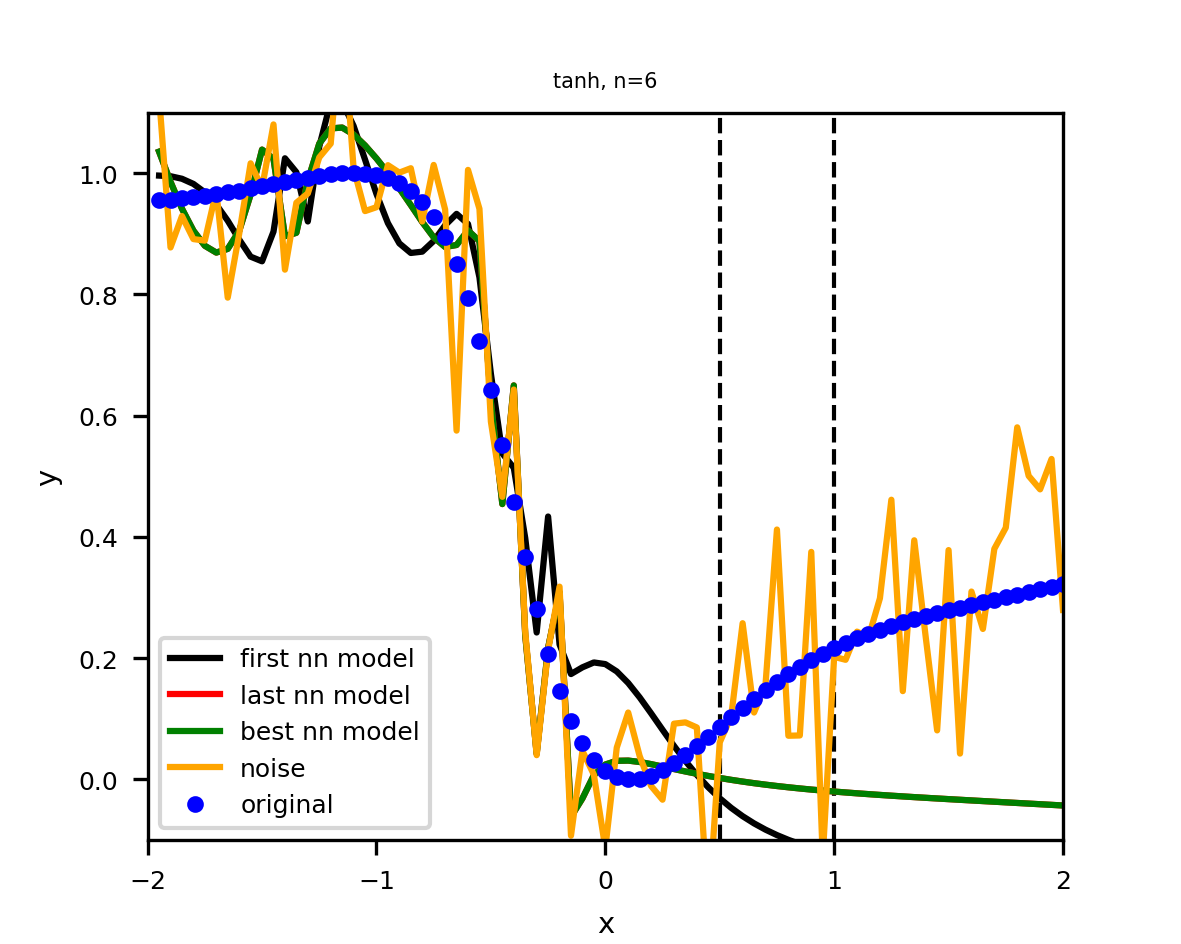 tanh, n=6
1.0
0.8
0.6
0.4
0.2
0.0
y
first nn model
last nn model
best nn model
noise
original
−2
−1
0
1
2
x